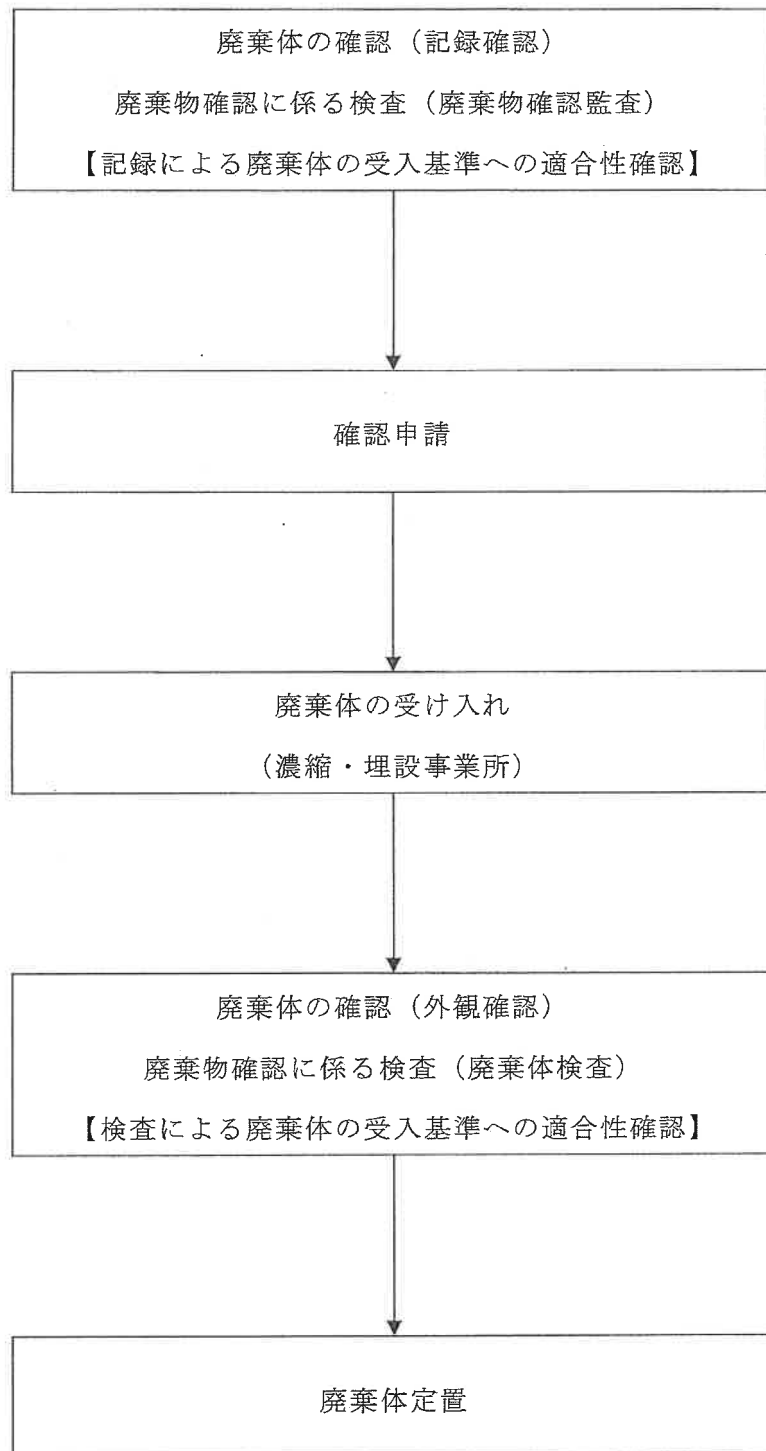 廃棄体の確認（記録確認）
廃棄物確認に係る検査（廃棄物確認監査）
【記録による廃棄体の受入基準への適合性確認】
確認申請
廃棄体の受け入れ
（濃縮・埋設事業所）
廃棄体の確認（外観確認）
廃棄物確認に係る検査（廃棄体検査）
【検査による廃棄体の受入基準への適合性確認】
廃棄体定置